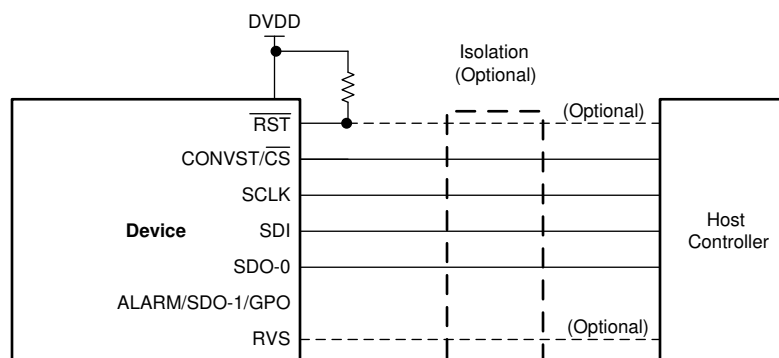 DVDD
Isolation
(Optional)
(Optional)
RST
CONVST/CS
SCLK
Device
SDI
SDO-0
ALARM/SDO-1/GPO
RVS
(Optional)
Host
Controller